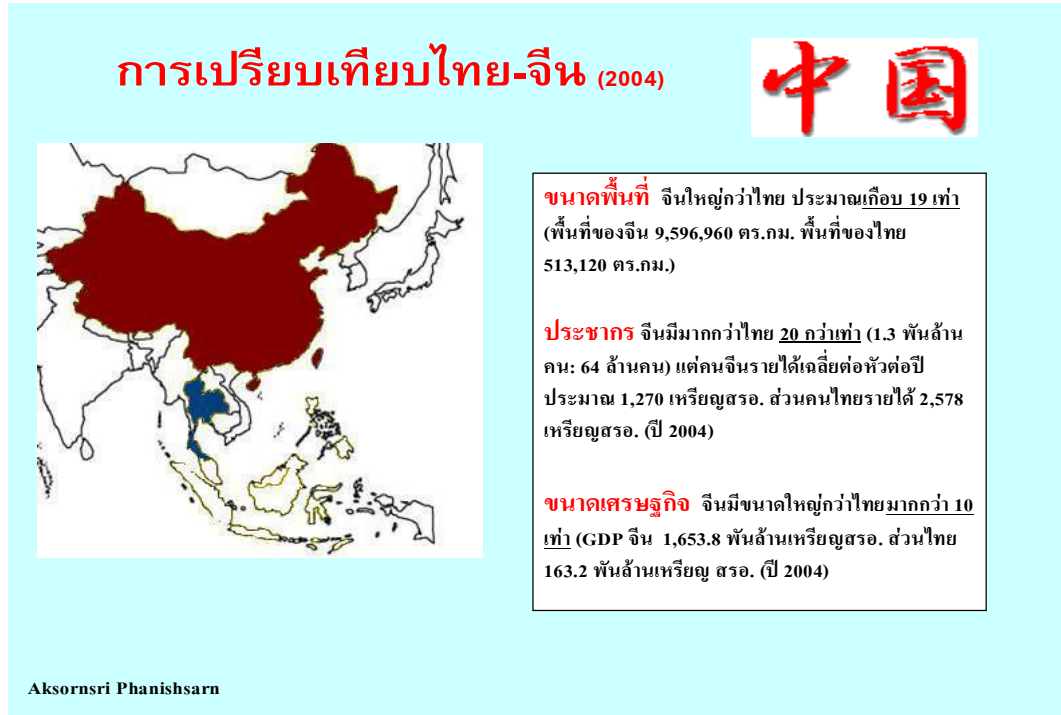 การเปรียบเทียบไทย-จีน (2004)
中国
ขนาดพื้นที่ จีนใหญ่กว่าไทย ประมาณเกือบ 19 เท่า
(พื้นที่ของจีน 9,596,960 ตร.กม. พื้นที่ของไทย
513,120 ตร.กม.)
ประชากร จีนมีมากกว่าไทย 20 กว่าเท่า (1.3 พันล้าน
คน: 64 ล้านคน) แต่คนจีนรายได้เฉลี่ยต่อหัวต่อปี
ประมาณ 1,270 เหรียญสรอ. ส่วนคนไทยรายได้ 2,578
เหรียญสรอ. (ปี 2004)
ขนาดเศรษฐกิจ จีนมีขนาดใหญ่กว่าไทยมากกว่า 10
เท่า (GDP จีน 1,653.8 พันล้านเหรียญสรอ. ส่วนไทย
163.2 พันล้านเหรียญ สรอ. (ปี 2004)
Aksornsri Phanishsarn